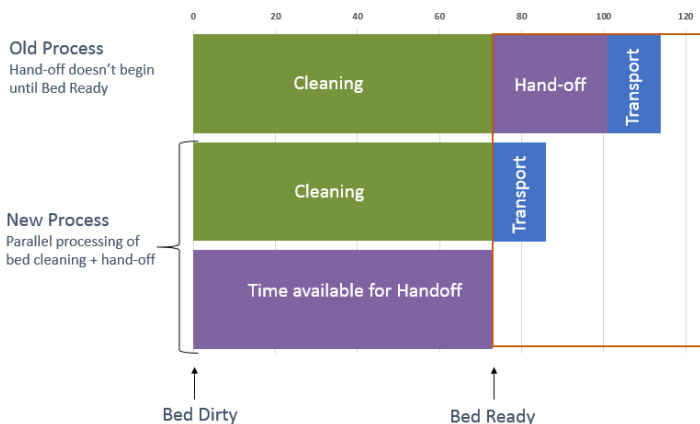 0 20 40 60 80 100 120
Old Process
Hand-off doesn't begin
until Bed Ready
Cleaning
Hand-off
Transport
New Process
Parallel processing of
bed cleaning + hand-off
Cleaning
Transport
Time available for Handoff
Bed Dirty
Bed Ready